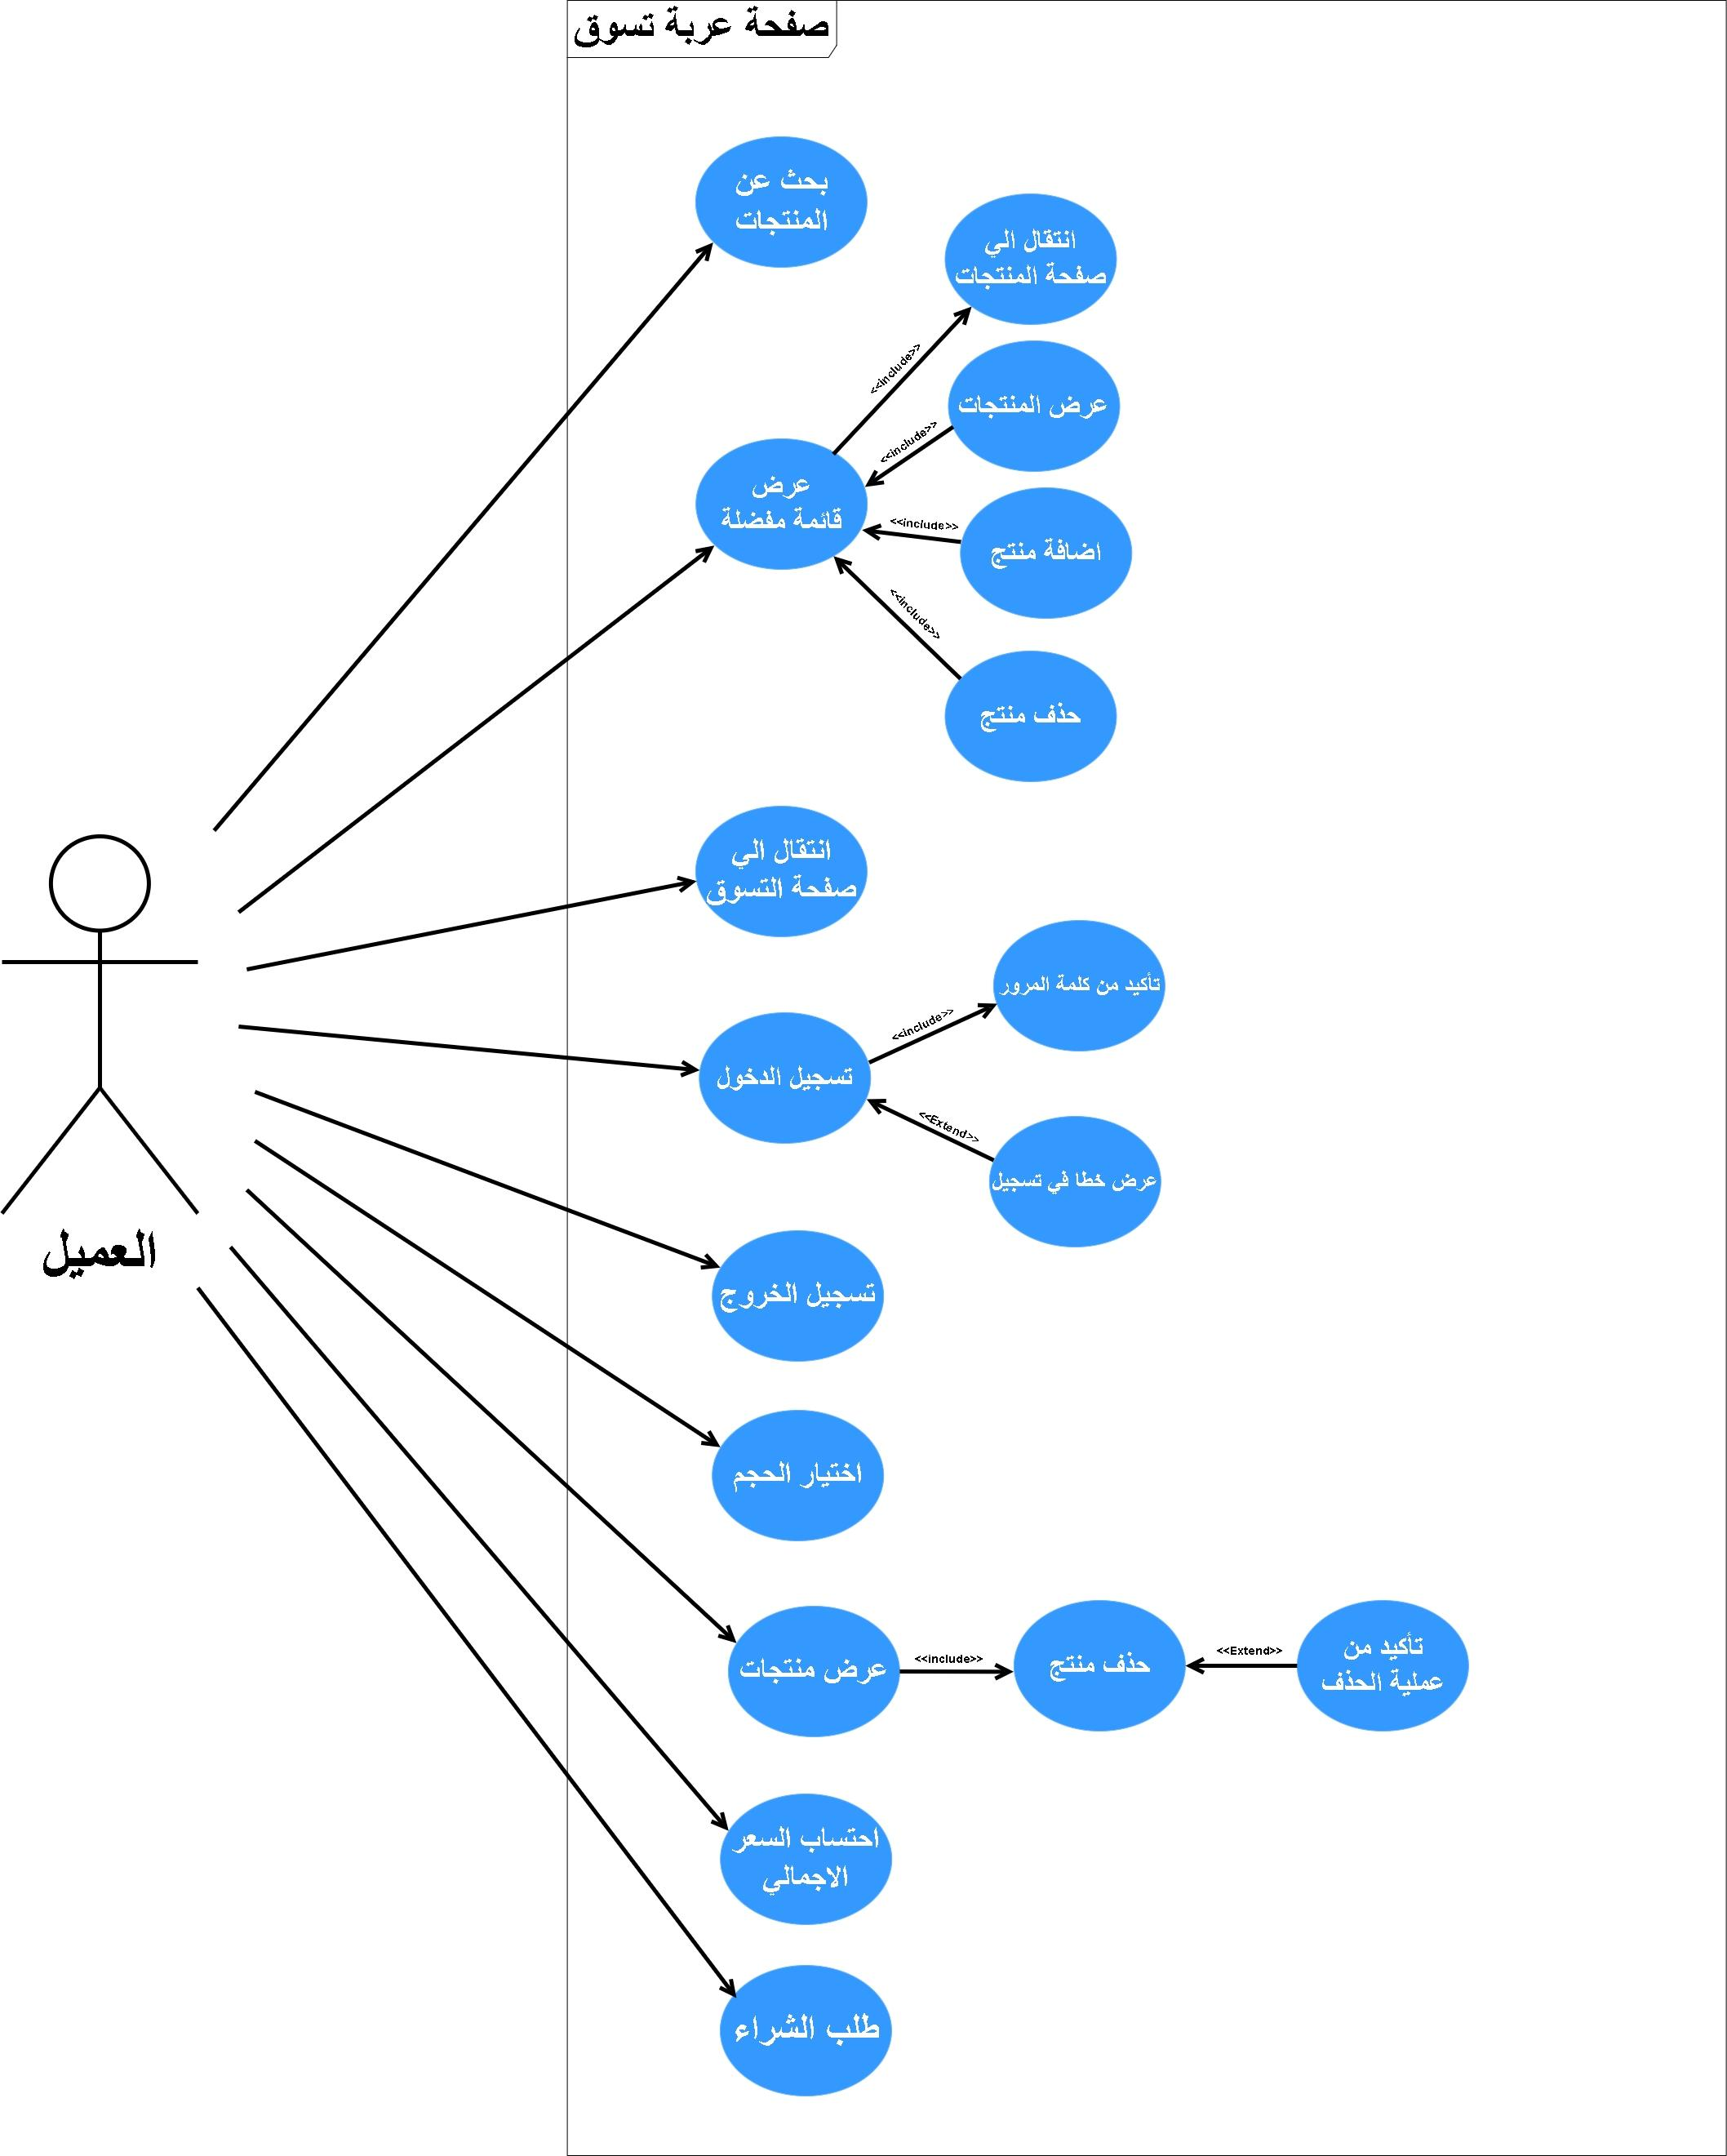 صفحة عربة تسوق
بحث عن
المنتجات
انتقال الي
صفحة المنتجات
<<include>>
عرض المنتجات
<<include>>
عرض
قائمة مفضلة
<<include>>
اضافة منتج
<<include>>
حذف منتج
انتقال الي
صفحة التسوق
تأكيد من كلمة المرور
<<include>>
تسجيل الدخول
<<Extend>>
عرض خطا في تسجيل
العميل
تسجيل الخروج
اختيار الحجم
عرض منتجات
<<include>>
حذف منتج
<<Extend>>
تأكيد من
عملية الحذف
احتساب السعر
الاجمالي
طلب الشراء